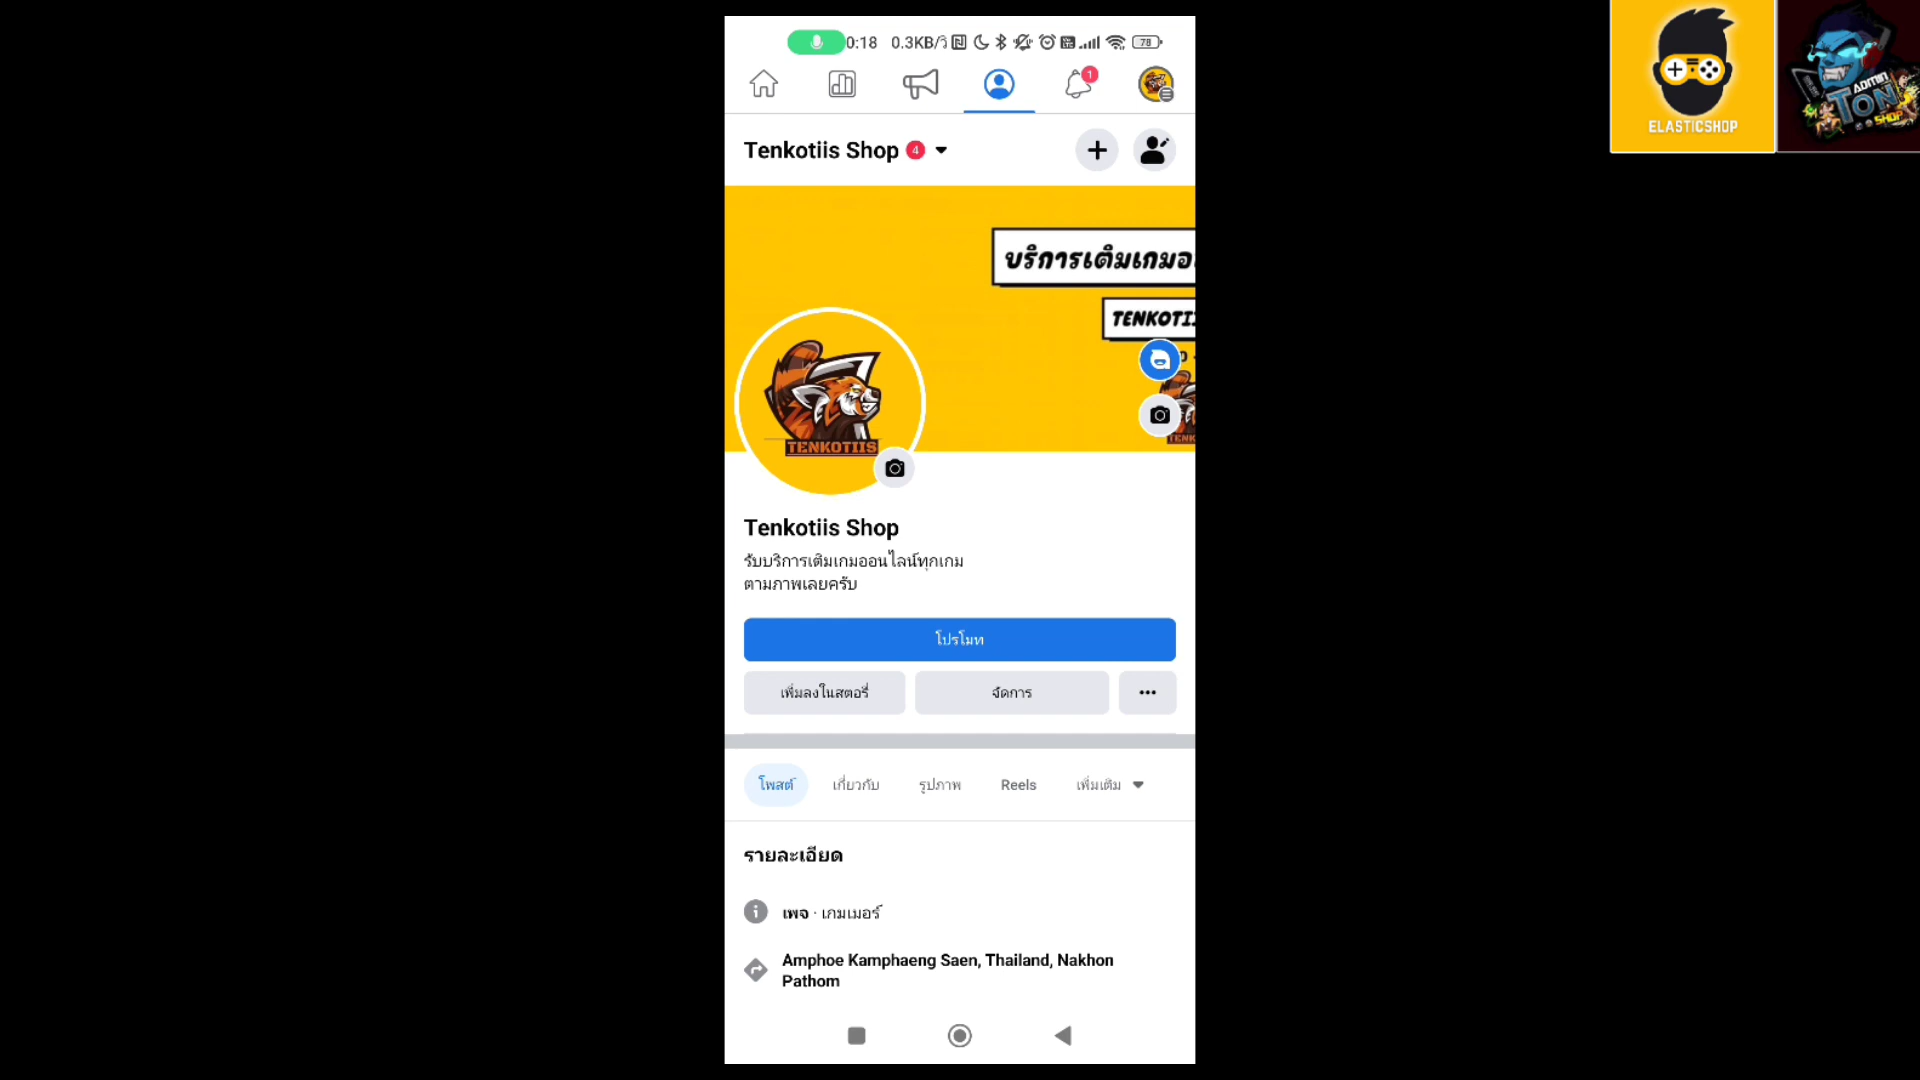 0:18 0.3KB/วิ 78
1
Tenkotiis Shop 4
บริการเติมเกมอ
TENKOTI
TENKOTIIS
TENK
Tenkotiis Shop
รับบริการเติมเกมออนไลน์ทุกเกม
ตามภาพเลยครับ
โปรโมท
เพิ่มลงในสตอรี่ จัดการ
โพสต์ เกี่ยวกับ รูปภาพ Reels เพิ่มเติม
รายละเอียด
เพจ · เกมเมอร์
Amphoe Kamphaeng Saen, Thailand, Nakhon
Pathom
ELASTICSHOP
ADMIN
TON
SHOP